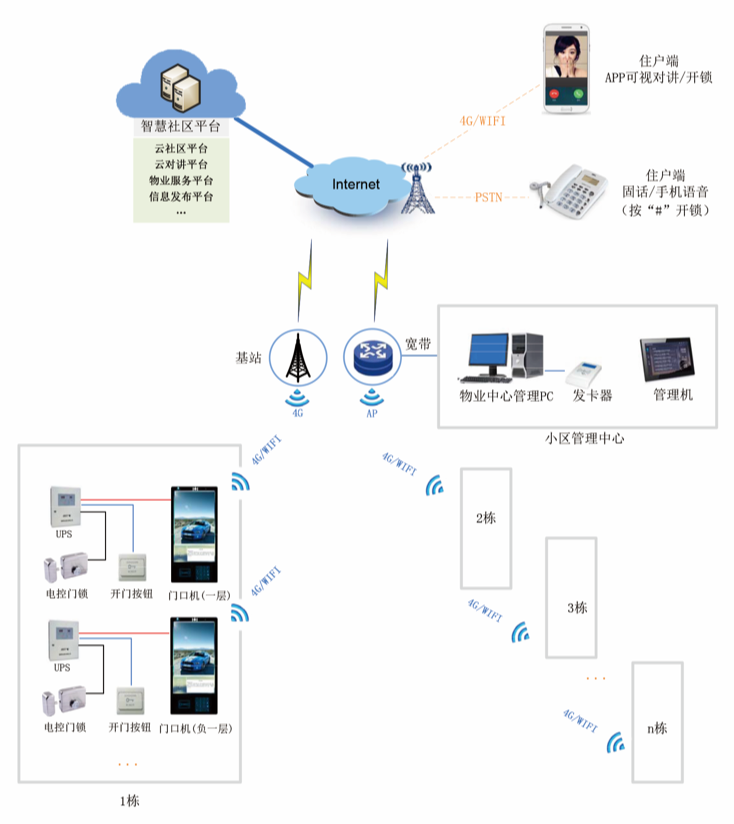 智慧社区平台
云社区平台
云对讲平台
物业服务平台
信息发布平台
...
Internet
4G/WIFI
住户端
APP可视对讲/开锁
PSTN
住户端
固话/手机语音
（按“#”开锁）
基站
4G
宽带
AP
物业中心管理PC
发卡器
管理机
小区管理中心
4G/WIFI
UPS
电控门锁
开门按钮
门口机(一层)
4G/WIFI
UPS
电控门锁
开门按钮
门口机(负一层)
...
1栋
4G/WIFI
2栋
4G/WIFI
3栋
...
4G/WIFI
n栋